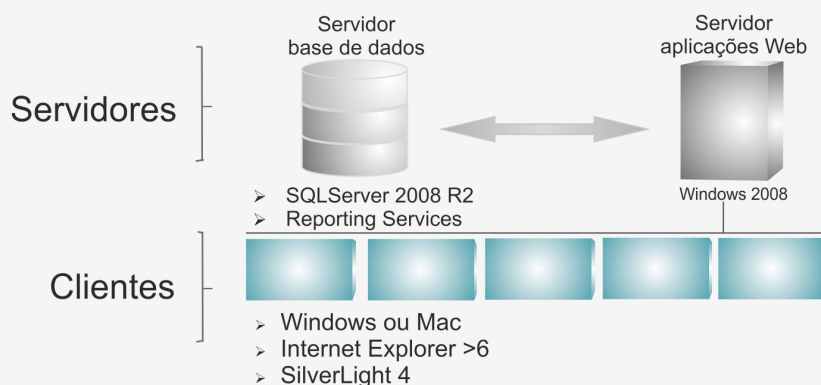 Servidor
base de dados
Servidor
aplicações Web
Servidores
➢ SQLServer 2008 R2
➢ Reporting Services
Windows 2008
Clientes
➢ Windows ou Mac
➢ Internet Explorer >6
➢ SilverLight 4